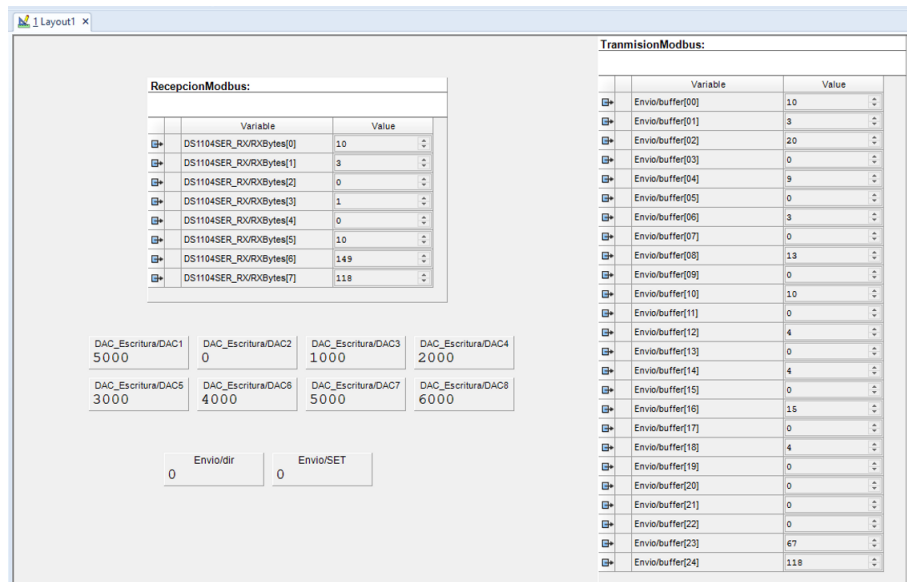 1 Layout1 ×
RecepcionModbus:
Variable Value
DS1104SER_RX/RXBytes[0] 10
DS1104SER_RX/RXBytes[1] 3
DS1104SER_RX/RXBytes[2] 0
DS1104SER_RX/RXBytes[3] 1
DS1104SER_RX/RXBytes[4] 0
DS1104SER_RX/RXBytes[5] 10
DS1104SER_RX/RXBytes[6] 149
DS1104SER_RX/RXBytes[7] 118
DAC_Escritura/DAC1 DAC_Escritura/DAC2 DAC_Escritura/DAC3 DAC_Escritura/DAC4
5000 0 1000 2000
DAC_Escritura/DAC5 DAC_Escritura/DAC6 DAC_Escritura/DAC7 DAC_Escritura/DAC8
3000 4000 5000 6000
Envio/dir Envio/SET
0 0
TranmisionModbus:
Variable Value
Envio/buffer[00] 10
Envio/buffer[01] 3
Envio/buffer[02] 20
Envio/buffer[03] 0
Envio/buffer[04] 9
Envio/buffer[05] 0
Envio/buffer[06] 3
Envio/buffer[07] 0
Envio/buffer[08] 13
Envio/buffer[09] 0
Envio/buffer[10] 10
Envio/buffer[11] 0
Envio/buffer[12] 4
Envio/buffer[13] 0
Envio/buffer[14] 4
Envio/buffer[15] 0
Envio/buffer[16] 15
Envio/buffer[17] 0
Envio/buffer[18] 4
Envio/buffer[19] 0
Envio/buffer[20] 0
Envio/buffer[21] 0
Envio/buffer[22] 0
Envio/buffer[23] 67
Envio/buffer[24] 118